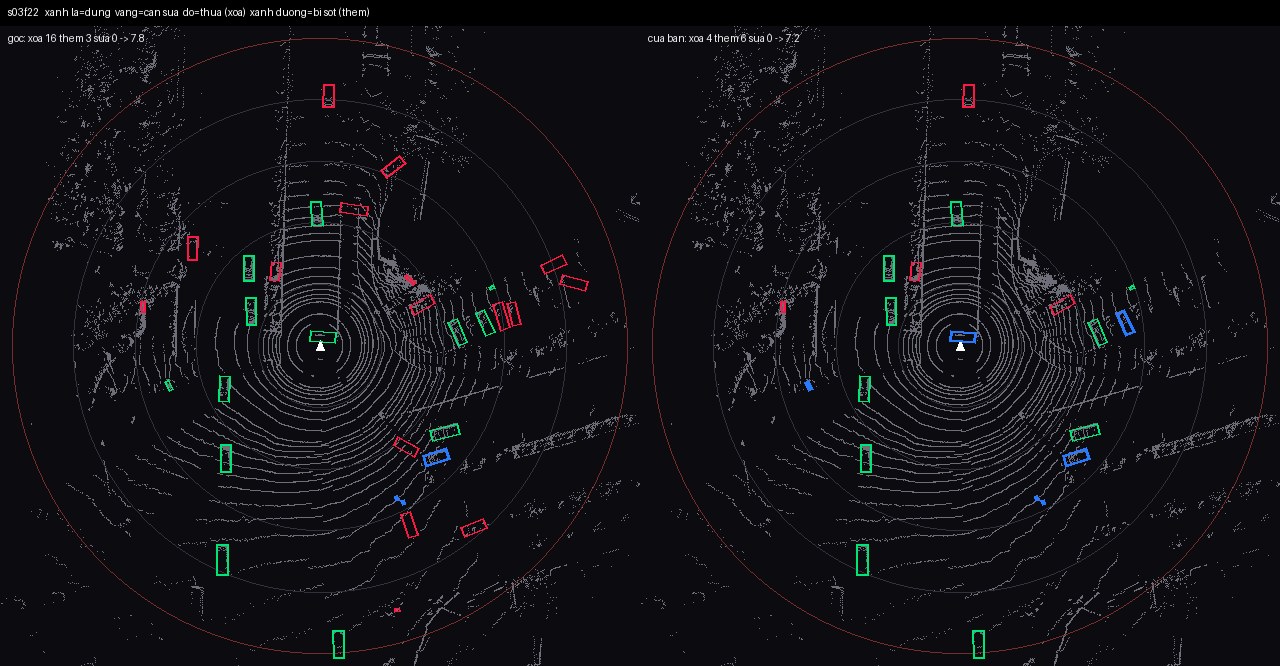 s03f22 xanh la=dung vang=can sua do=thua (xoa) xanh duong=bi sot (them)
goc: xoa 16 them 3 sua 0 -> 7.8
cua ban: xoa 4 them 6 sua 0 -> 7.2